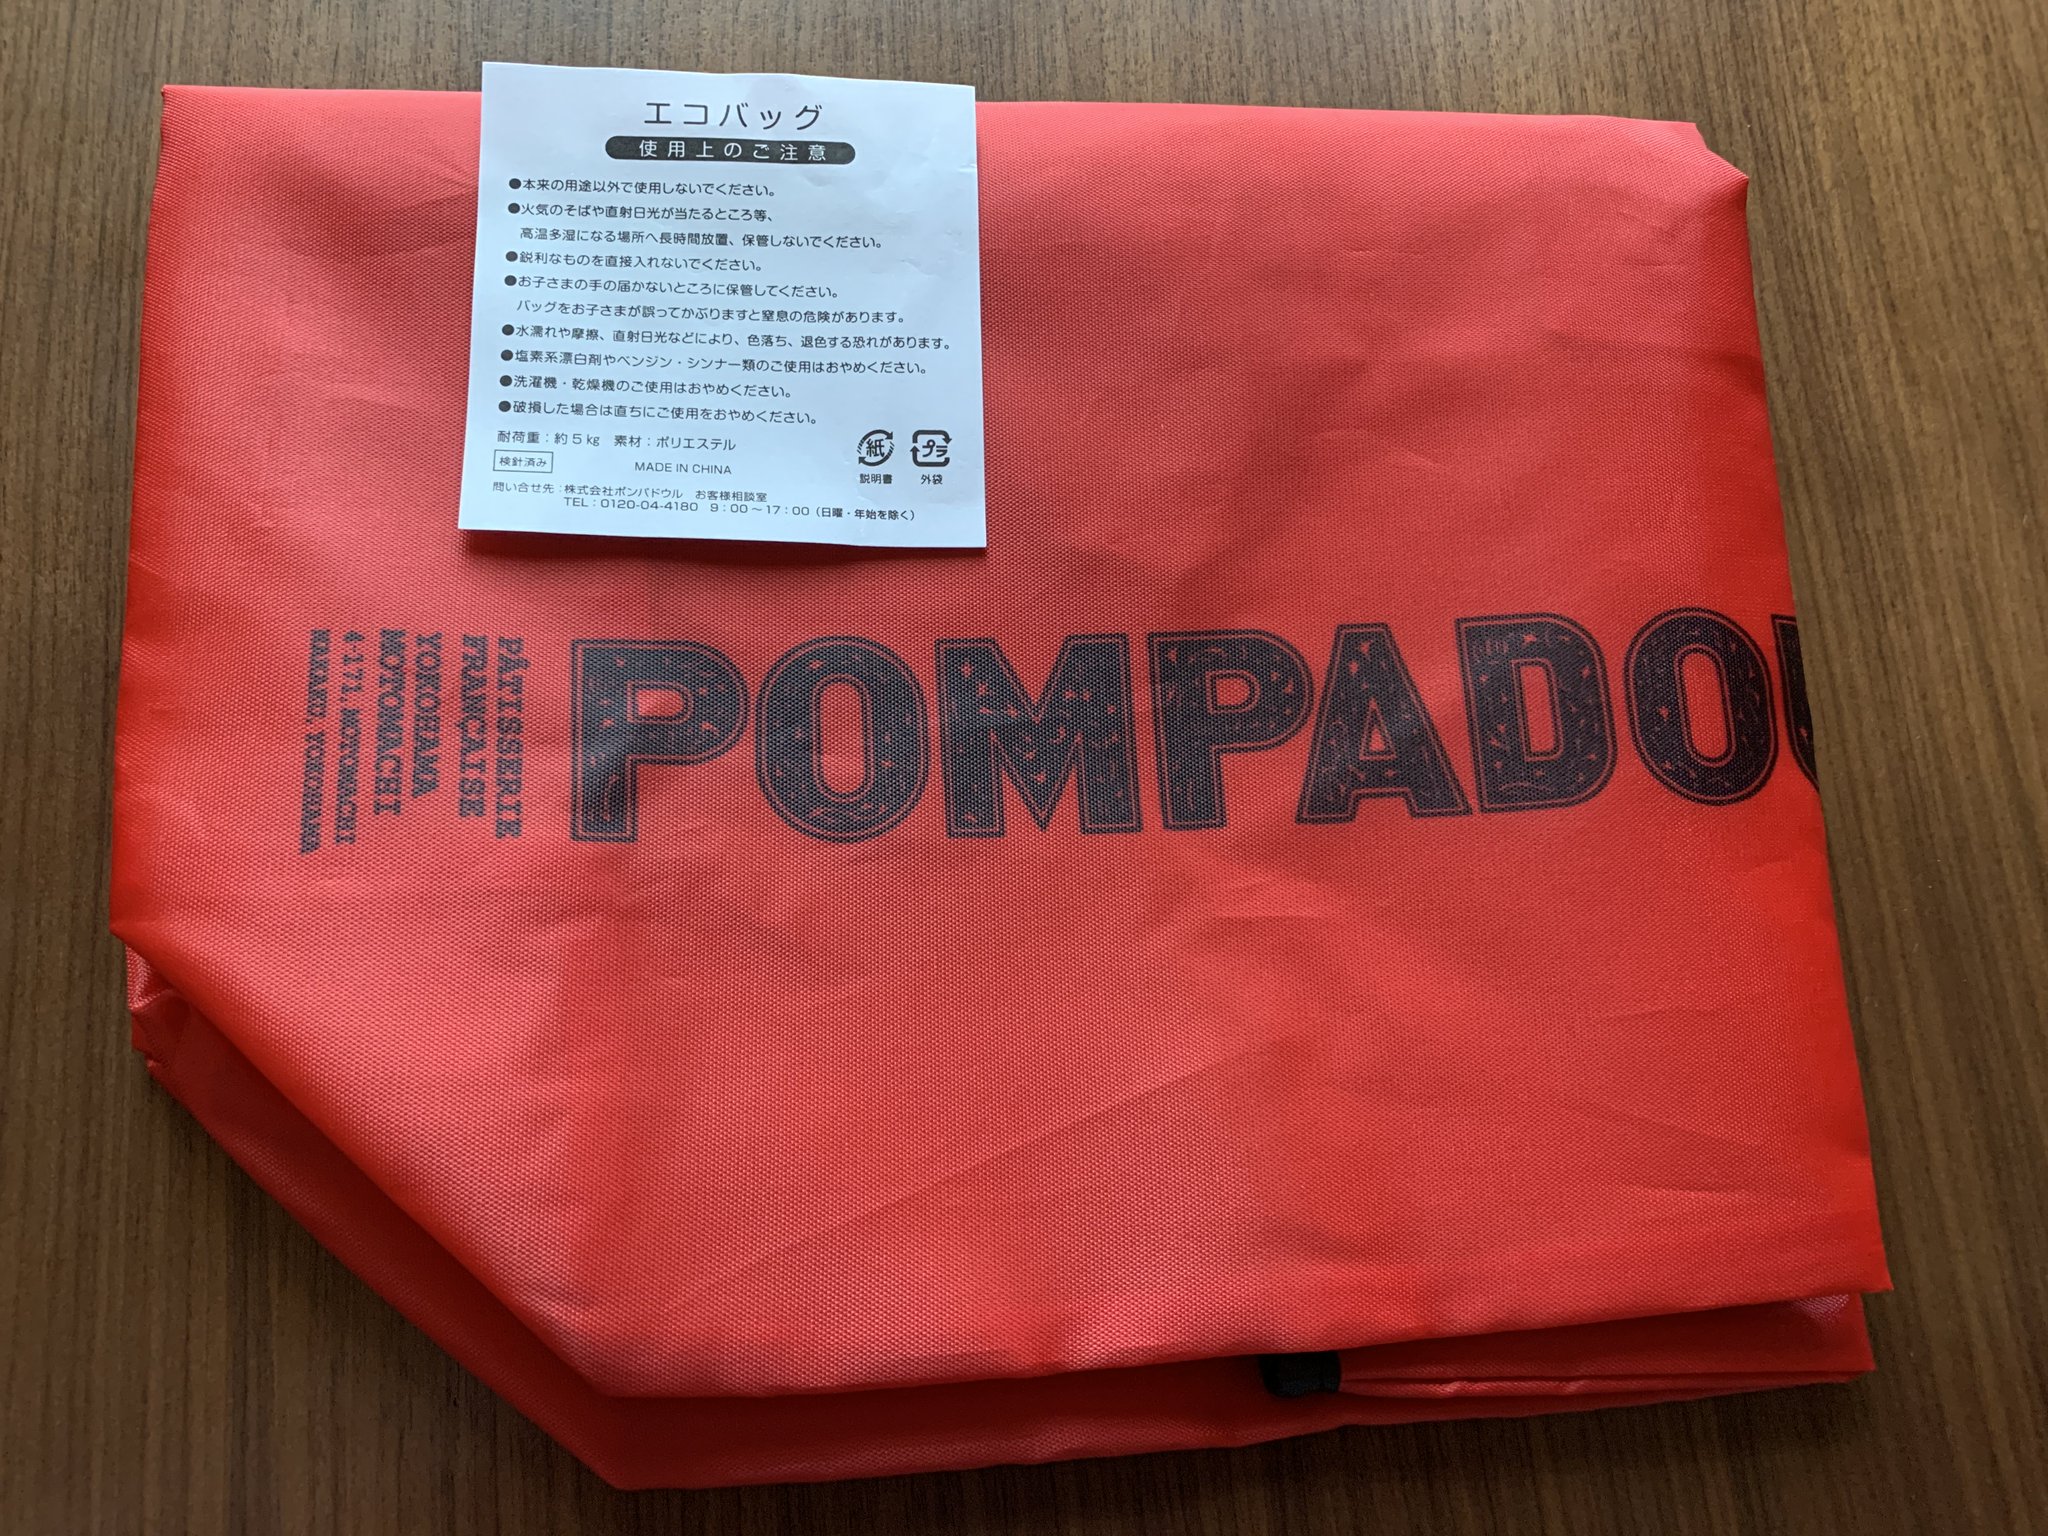 エコバッグ
使用上のご注意
●本来の用途以外で使用しないでください。
●火気のそばや直射日光が当たるところ等、
高温多湿になる場所へ長時間放置、保管しないでください。
●鋭利なものを直接入れないでください。
●お子さまの手の届かないところに保管してください。
バッグをお子さまが誤ってかぶりますと窒息の危険があります。
●水濡れや摩擦、直射日光などにより、色落ち、退色する恐れがあります。
●塩素系漂白剤やベンジン・シンナー類のご使用はおやめください。
●洗濯機・乾燥機のご使用はおやめください。
●破損した場合は直ちにご使用をおやめください。
耐荷重：約5kg 素材：ポリエステル
検針済み
MADE IN CHINA
紙
説明書
プラ
外袋
問い合せ先：株式会社ポンパドウル お客様相談室
TEL：0120-04-4180 9：00～17：00（日曜・年始を除く）
POMPADOU
PÂTISSERIE
FRANÇAISE
YOKOHAMA
MOTOMACHI
4-171, MOTOMACHI
NAKAKU, YOKOHAMA